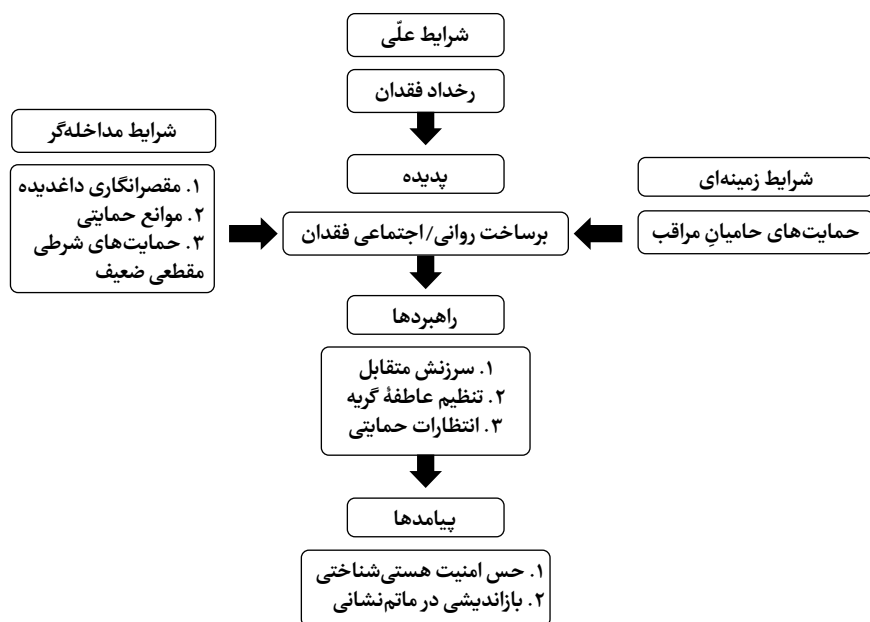 شرایط علّی
رخداد فقدان
شرایط مداخله‌گر
۱. مقصرانگاری داغدیده
۲. موانع حمایتی
۳. حمایت‌های شرطی
مقطعی ضعیف
پدیده
برساخت روانی/اجتماعی فقدان
شرایط زمینه‌ای
حمایت‌های حامیانِ مراقب
راهبردها
۱. سرزنش متقابل
۲. تنظیم عاطفهٔ گریه
۳. انتظارات حمایتی
پیامدها
۱. حس امنیت هستی‌شناختی
۲. بازاندیشی در ماتم‌نشانی